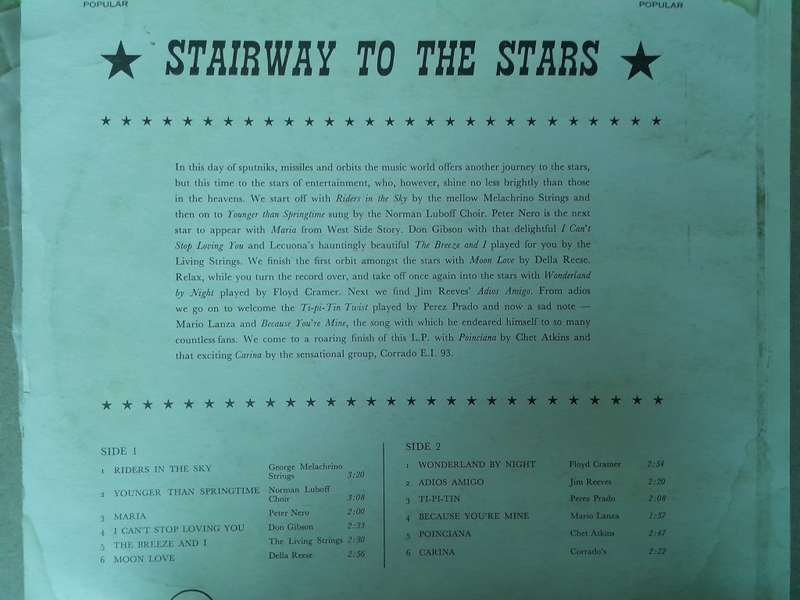 POPULAR
POPULAR
STAIRWAY TO THE STARS
In this day of sputniks, missiles and orbits the music world offers another journey to the stars,
but this time to the stars of entertainment, who, however, shine no less brightly than those
in the heavens. We start off with Riders in the Sky by the mellow Melachrino Strings and
then on to Younger than Springtime sung by the Norman Luboff Choir. Peter Nero is the next
star to appear with Maria from West Side Story. Don Gibson with that delightful I Can't
Stop Loving You and Lecuona's hauntingly beautiful The Breeze and I played for you by the
Living Strings. We finish the first orbit amongst the stars with Moon Love by Della Reese.
Relax, while you turn the record over, and take off once again into the stars with Wonderland
by Night played by Floyd Cramer. Next we find Jim Reeves' Adios Amigo. From adios
we go on to welcome the Ti-pi-Tin Twist played by Perez Prado and now a sad note —
Mario Lanza and Because You're Mine, the song with which he endeared himself to so many
countless fans. We come to a roaring finish of this L.P. with Poinciana by Chet Atkins and
that exciting Carina by the sensational group, Corrado E.I. 93.
SIDE 1
1 RIDERS IN THE SKY George Melachrino
Strings 3:20
2 YOUNGER THAN SPRINGTIME Norman Luboff
Choir 3:08
3 MARIA Peter Nero 2:00
4 I CAN'T STOP LOVING YOU Don Gibson 2:33
5 THE BREEZE AND I The Living Strings 2:30
6 MOON LOVE Della Reese 2:56
SIDE 2
1 WONDERLAND BY NIGHT Floyd Cramer 2:54
2 ADIOS AMIGO Jim Reeves 2:20
3 TI-PI-TIN Perez Prado 2:08
4 BECAUSE YOU'RE MINE Mario Lanza 1:57
5 POINCIANA Chet Atkins 2:47
6 CARINA Corrado's 2:22